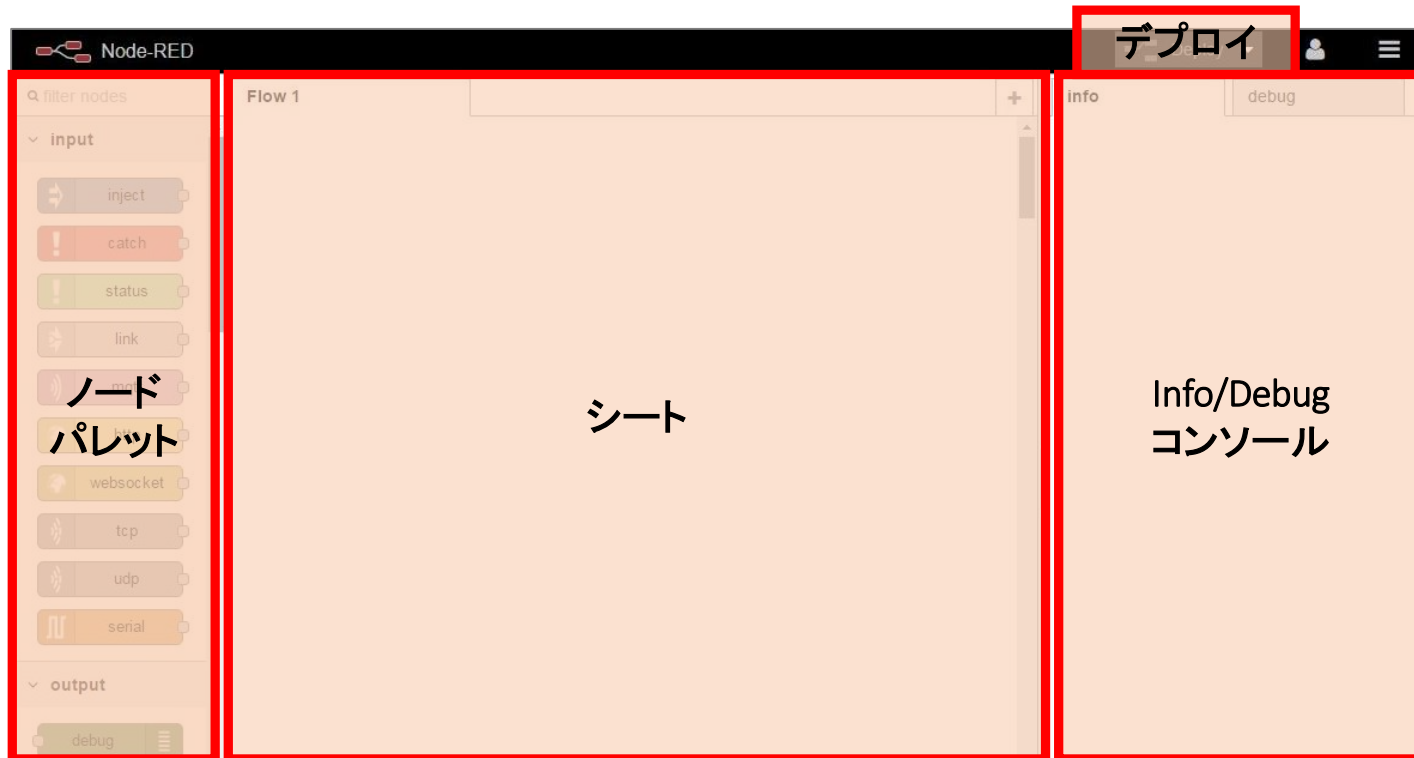 Node-RED
デプロイ
filter nodes
Flow 1
+
info
debug
input
inject
catch
status
link
ノード
パレット
シート
Info/Debug
コンソール
websocket
tcp
udp
serial
output
debug